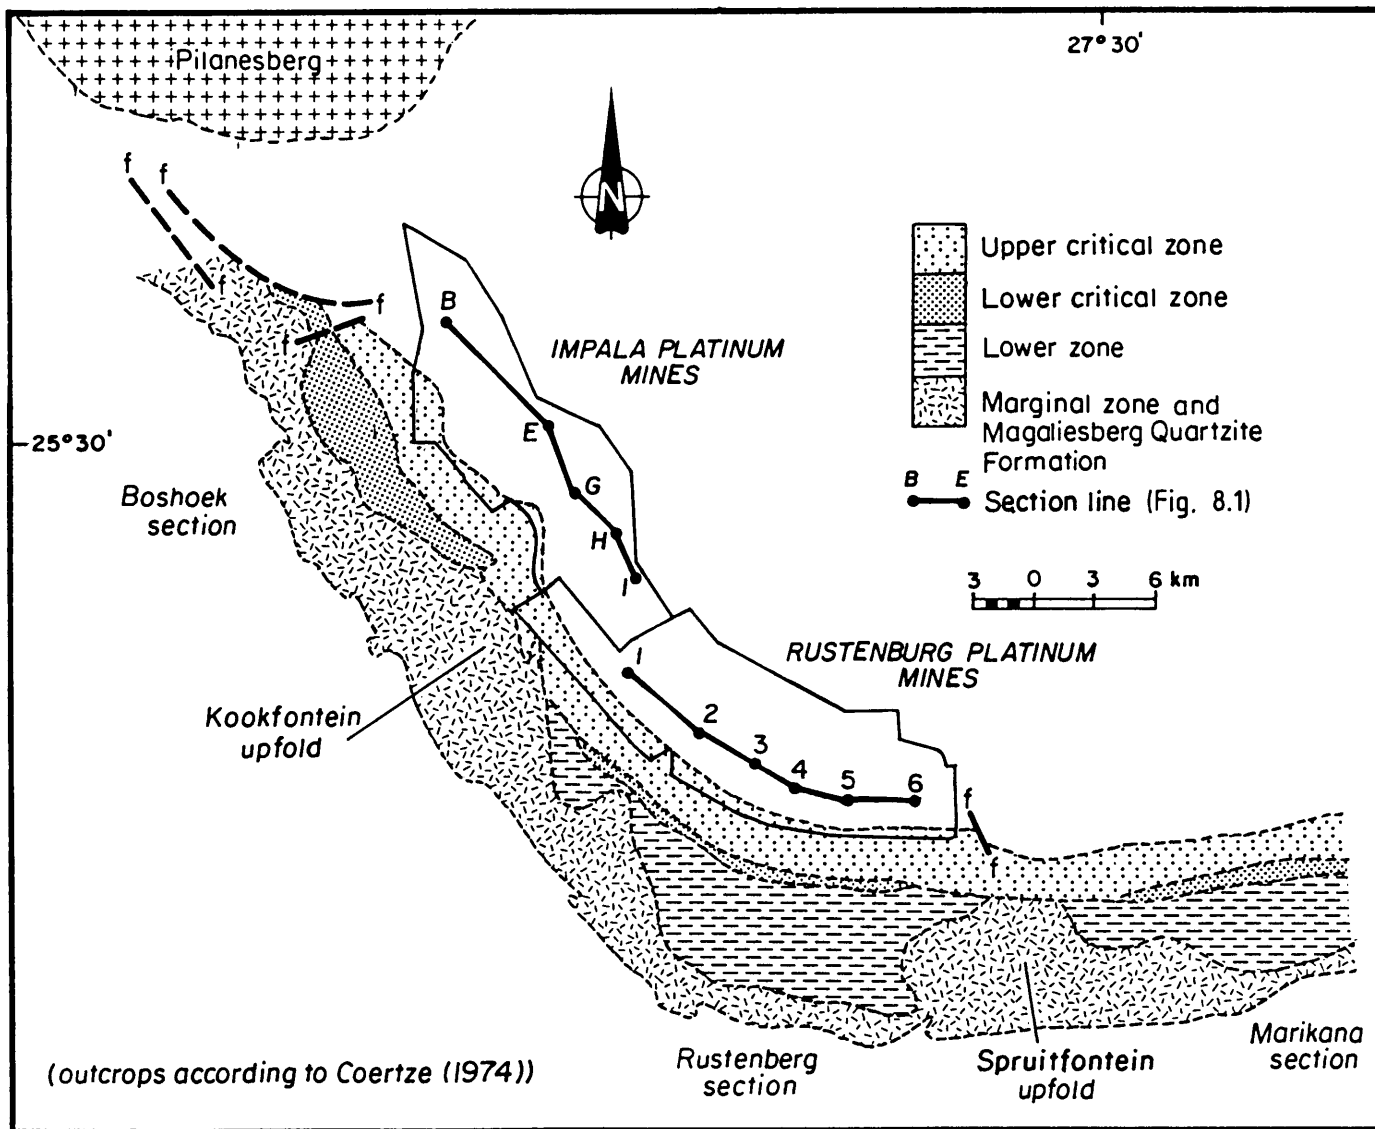 Pilanesberg
27°30'
f
f
N
Upper critical zone
f
f
B
Lower critical zone
f
IMPALA PLATINUM
MINES
Lower zone
Marginal zone and
Magaliesberg Quartzite
Formation
E
25°30'
B E
Section line (Fig. 8.1)
Boshoek
section
G
H
I
3 0 3 6 km
1
RUSTENBURG PLATINUM
MINES
Kookfontein
upfold
2
3
4
5
6
f
f
Marikana
section
Rustenberg
section
Spruitfontein
upfold
(outcrops according to Coertze (1974))